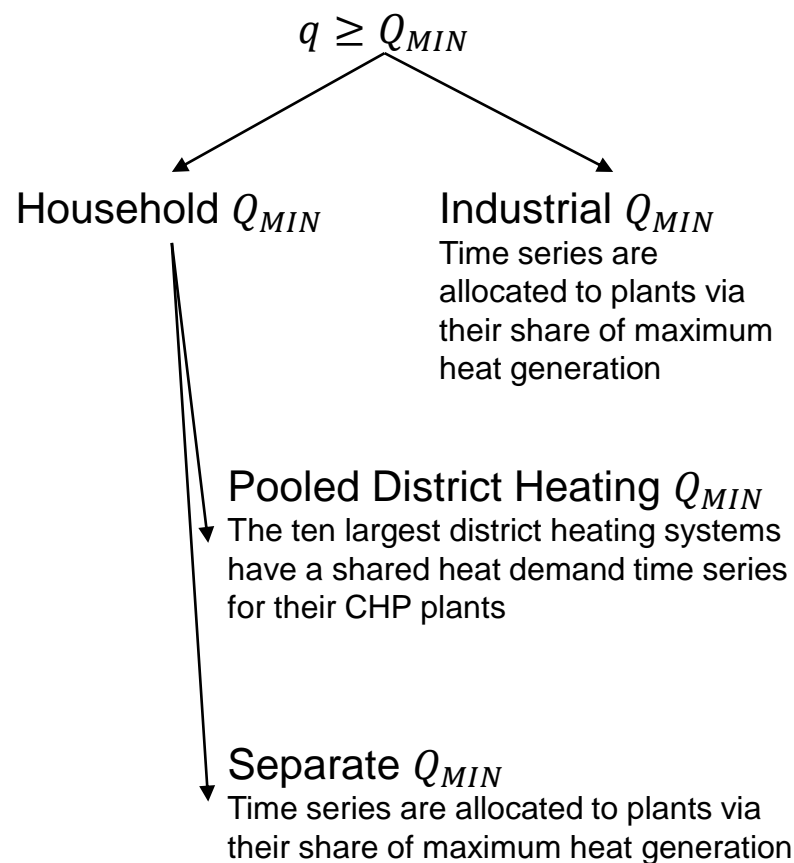 q ≥ Q_MIN
Household Q_MIN
Industrial Q_MIN
Time series are
allocated to plants via
their share of maximum
heat generation
Pooled District Heating Q_MIN
The ten largest district heating systems
have a shared heat demand time series
for their CHP plants
Separate Q_MIN
Time series are allocated to plants via
their share of maximum heat generation